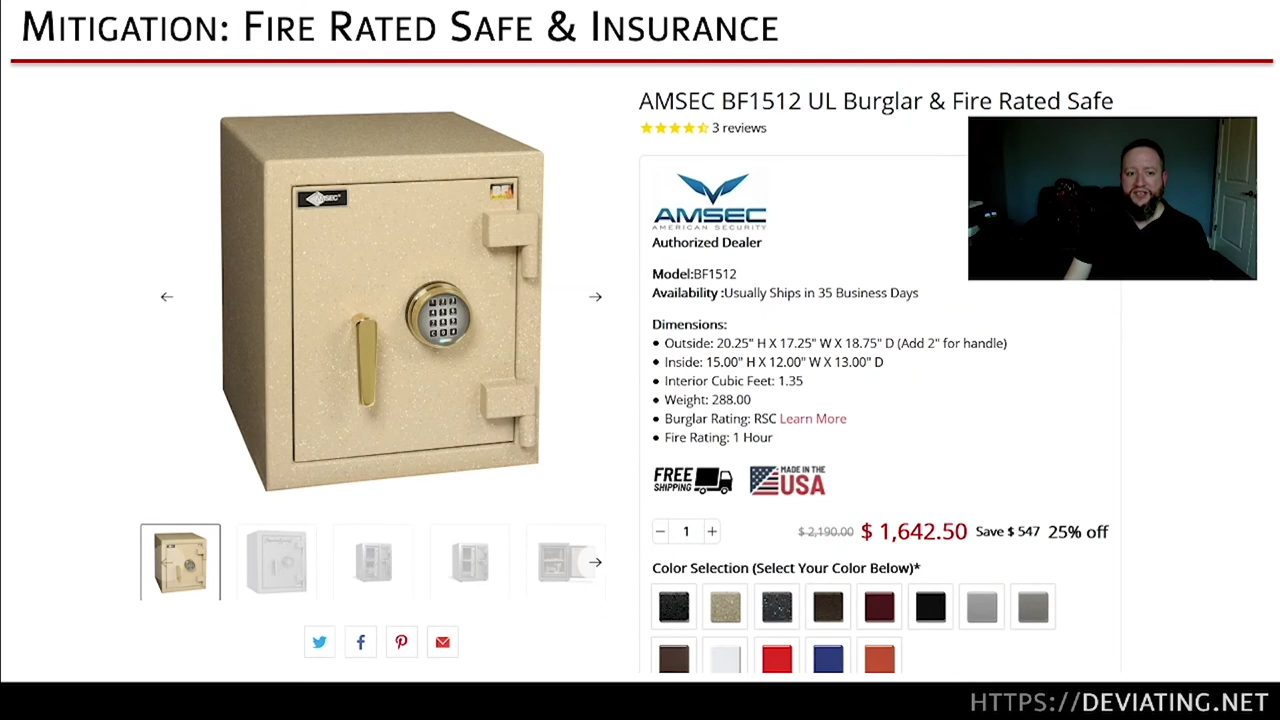 MITIGATION: FIRE RATED SAFE & INSURANCE
AMSEC BF1512 UL Burglar & Fire Rated Safe
3 reviews
AMSEC
AMERICAN SECURITY
Authorized Dealer
Model:BF1512
Availability :Usually Ships in 35 Business Days
Dimensions:
• Outside: 20.25" H X 17.25" W X 18.75" D (Add 2" for handle)
• Inside: 15.00" H X 12.00" W X 13.00" D
• Interior Cubic Feet: 1.35
• Weight: 288.00
• Burglar Rating: RSC Learn More
• Fire Rating: 1 Hour
FREE SHIPPING
MADE IN THE USA
− 1 + $ 2,190.00 $ 1,642.50 Save $ 547 25% off
Color Selection (Select Your Color Below)*
AMSEC
HTTPS://DEVIATING.NET